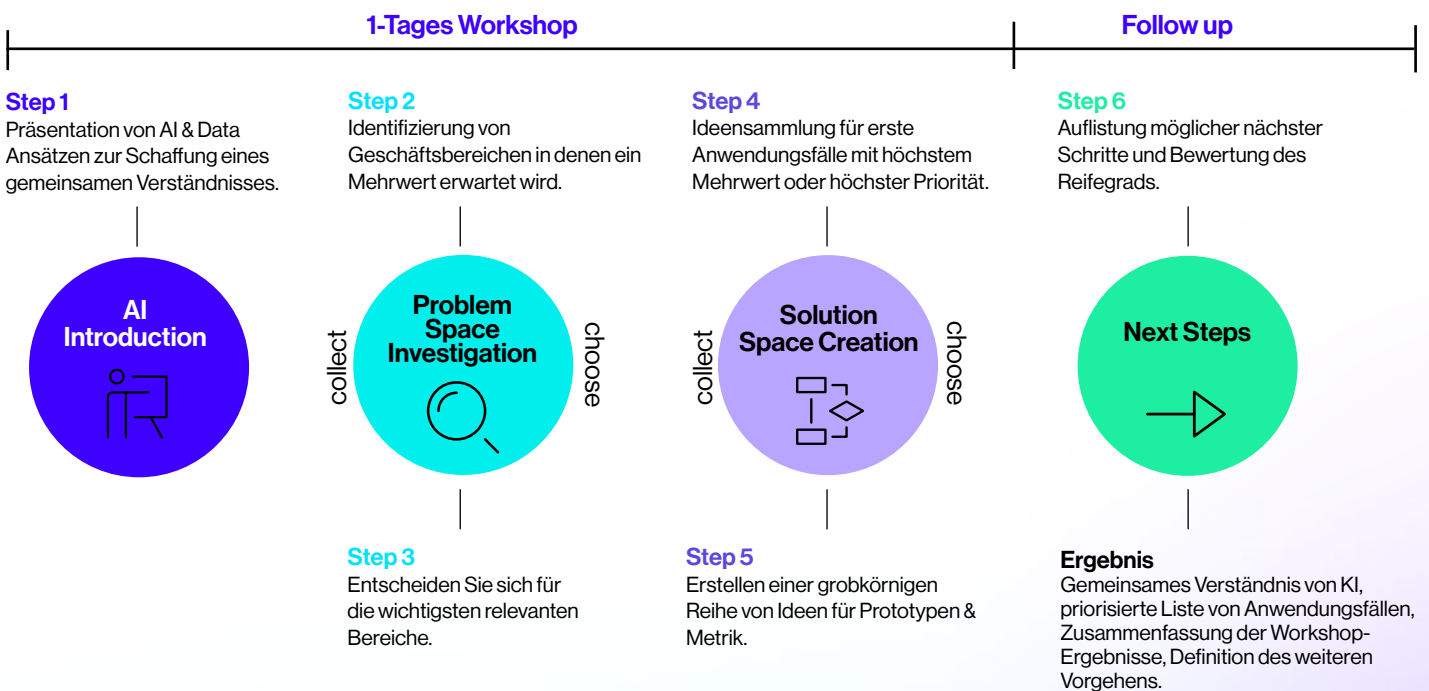 1-Tages Workshop
Follow up
Step 1
Präsentation von AI & Data
Ansätzen zur Schaffung eines
gemeinsamen Verständnisses.
Step 2
Identifizierung von
Geschäftsbereichen in denen ein
Mehrwert erwartet wird.
Step 4
Ideensammlung für erste
Anwendungsfälle mit höchstem
Mehrwert oder höchster Priorität.
Step 6
Auflistung möglicher nächster
Schritte und Bewertung des
Reifegrads.
AI
Introduction
collect
Problem
Space
Investigation
choose
collect
Solution
Space Creation
choose
Next Steps
Step 3
Entscheiden Sie sich für
die wichtigsten relevanten
Bereiche.
Step 5
Erstellen einer grobkörnigen
Reihe von Ideen für Prototypen &
Metrik.
Ergebnis
Gemeinsames Verständnis von KI,
priorisierte Liste von Anwendungsfällen,
Zusammenfassung der Workshop-
Ergebnisse, Definition des weiteren
Vorgehens.